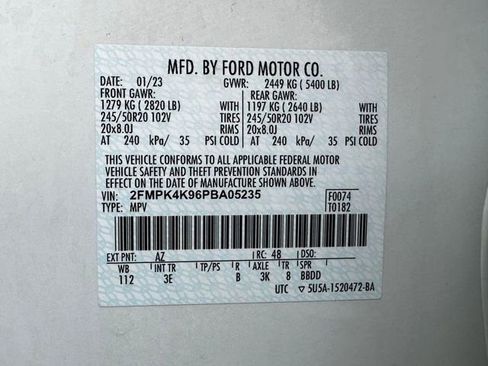 MFD. BY FORD MOTOR CO.
DATE: 01/23 GVWR: 2449 KG ( 5400 LB)
FRONT GAWR: REAR GAWR:
1279 KG ( 2820 LB) WITH 1197 KG ( 2640 LB) WITH
245/50R20 102V TIRES 245/50R20 102V TIRES
20x8.0J RIMS 20x8.0J RIMS
AT 240 kPa/ 35 PSI COLD AT 240 kPa/ 35 PSI COLD
THIS VEHICLE CONFORMS TO ALL APPLICABLE FEDERAL MOTOR
VEHICLE SAFETY AND THEFT PREVENTION STANDARDS IN
EFFECT ON THE DATE OF MANUFACTURE SHOWN ABOVE.
VIN: 2FMPK4K96PBA05235 F0074
TYPE: MPV T0182
EXT PNT: AZ RC: 48 DSO:
WB INT TR TP/PS R AXLE TR SPR
112 3E B 3K 8 BBDD
UTC ▽ 5U5A-1520472-BA